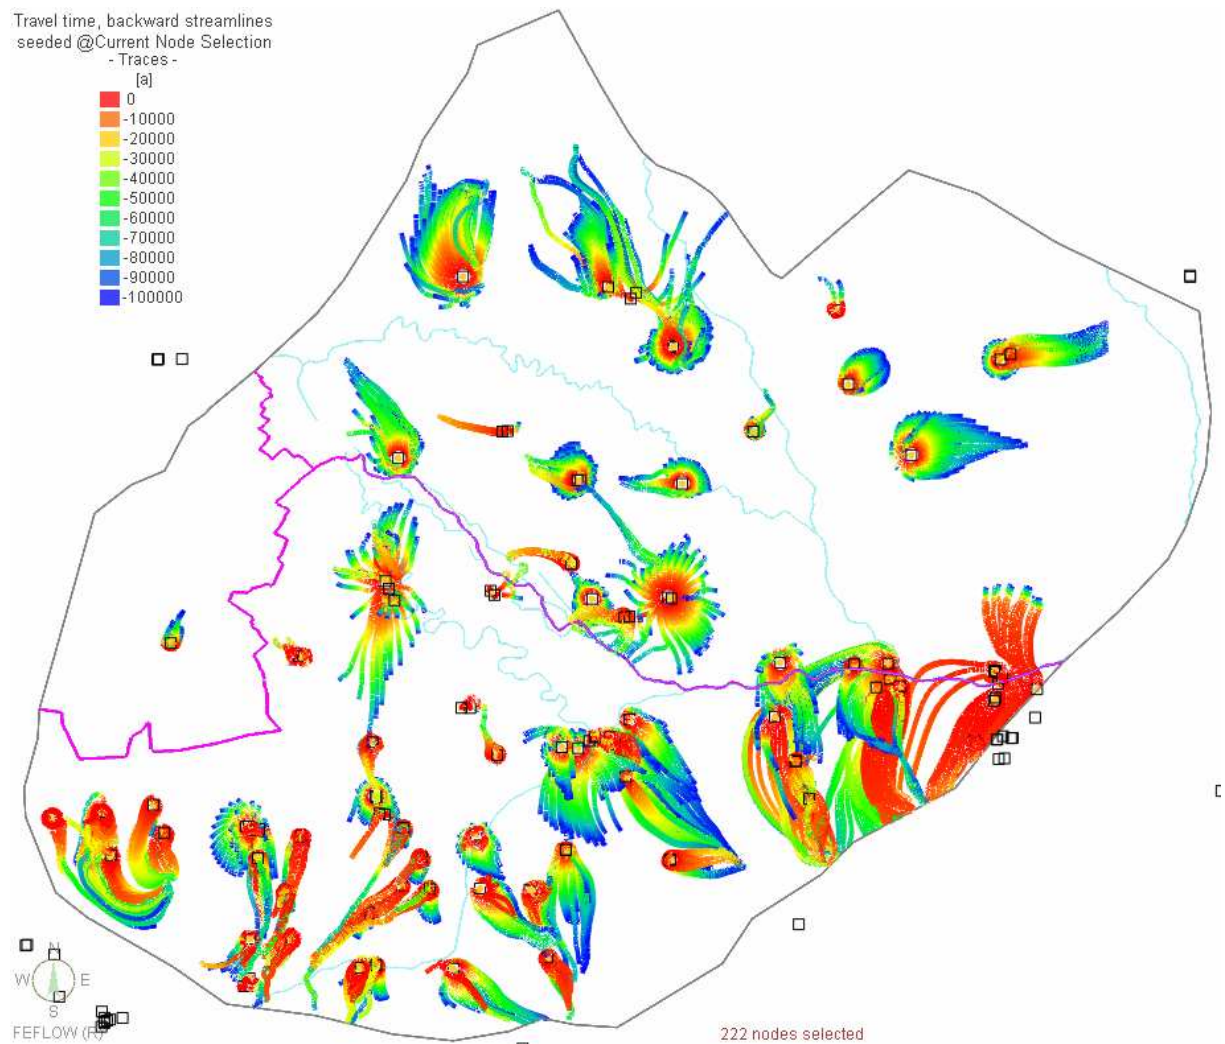 Travel time, backward streamlines
seeded @Current Node Selection
- Traces -
[a]
0
-10000
-20000
-30000
-40000
-50000
-60000
-70000
-80000
-90000
-100000
N
W E
S
FEFLOW (R)
222 nodes selected